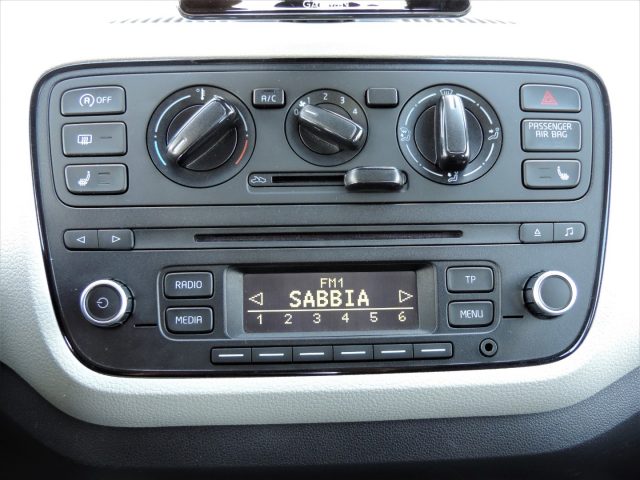 OFF
A/C
0 1 2 3 4
PASSENGER
AIR BAG
RADIO
MEDIA
FM1
SABBIA
1 2 3 4 5 6
TP
MENU